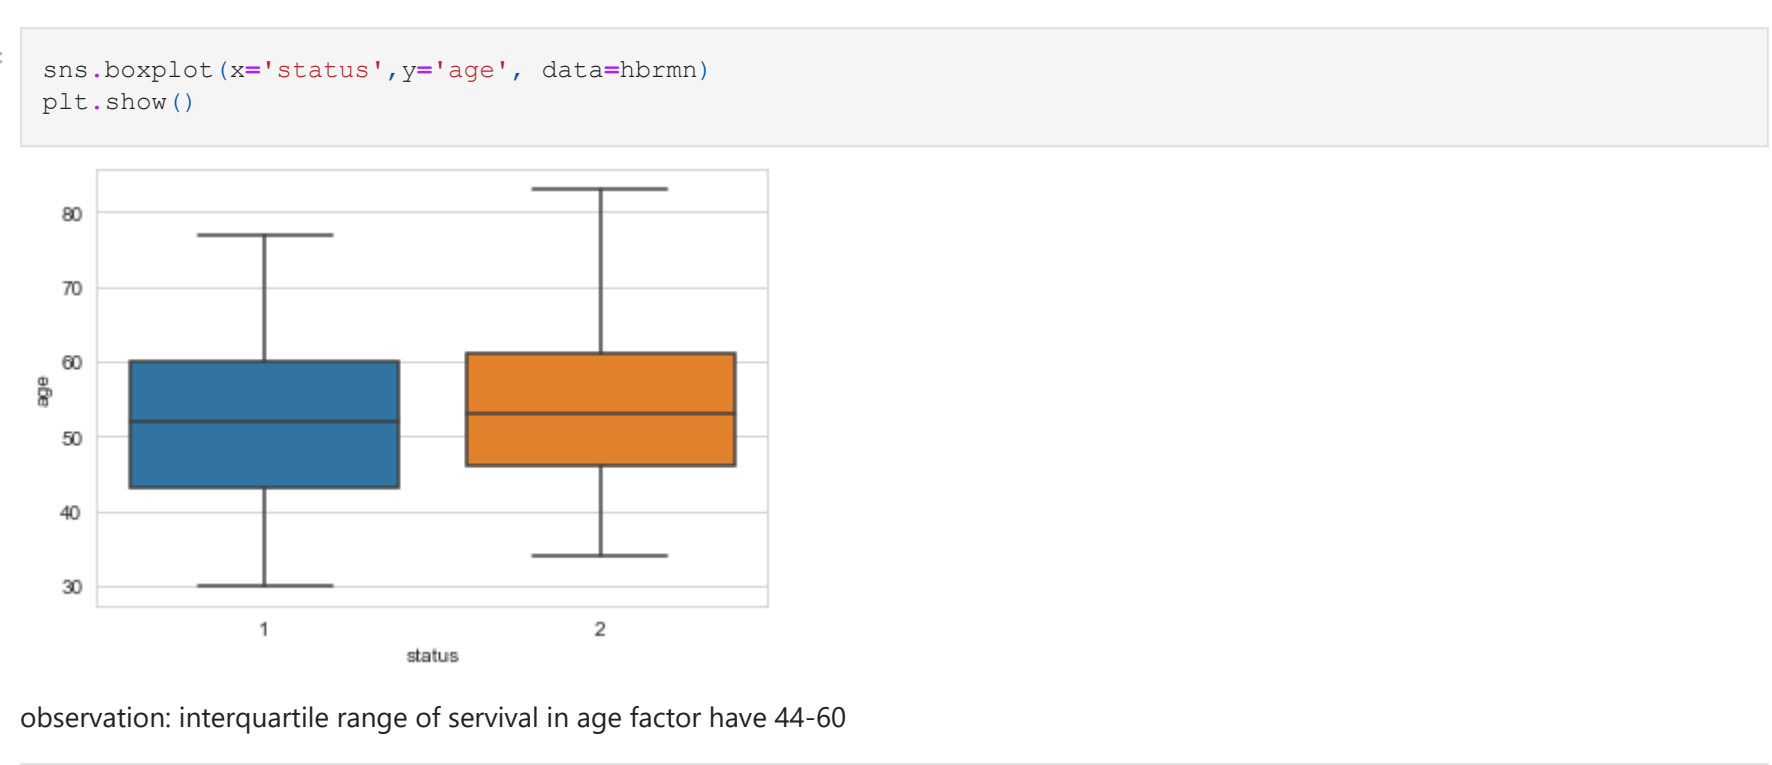 sns.boxplot(x='status',y='age', data=hbrmn)
plt.show()
80
70
60
50
40
30
age
1 2
status
observation: interquartile range of servival in age factor have 44-60